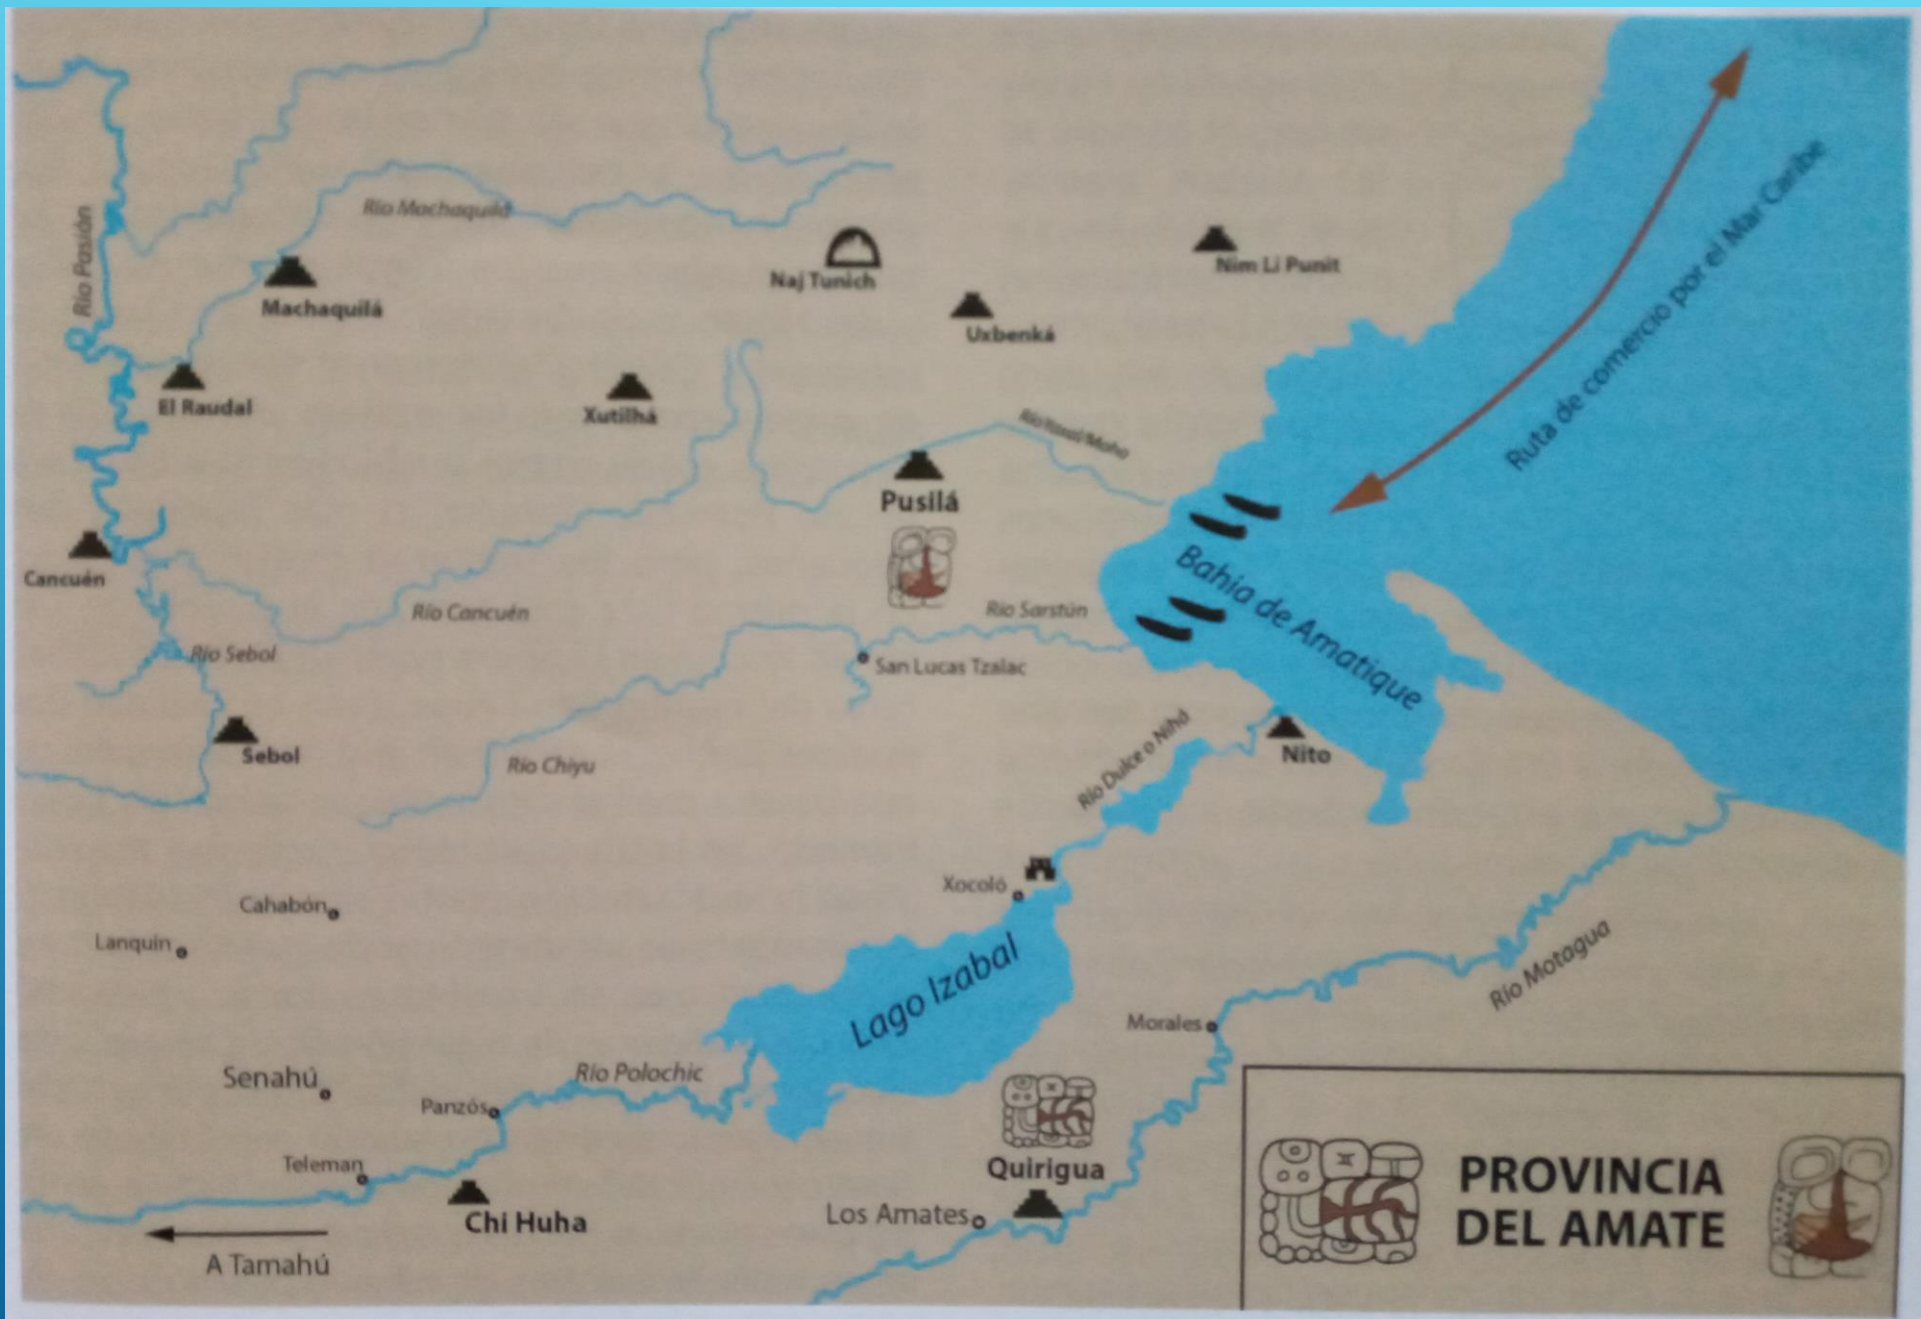 Río Pasión
Río Machaquilá
Machaquilá
Naj Tunich
Nim Li Punit
Uxbenká
El Raudal
Xutilhá
Ruta de comercio por el Mar Caribe
Pusilá
Cancuén
Río Cancuén
Río Sarstún
Bahía de Amatique
Río Sebol
San Lucas Tzalac
Sebol
Río Chiyu
Río Dulce o Nihá
Nito
Xocoló
Cahabón
Lanquin
Lago Izabal
Río Motagua
Morales
Senahú
Panzós
Río Polochic
Teleman
Chi Huha
Quirigua
Los Amates
A Tamahú
PROVINCIA
DEL AMATE